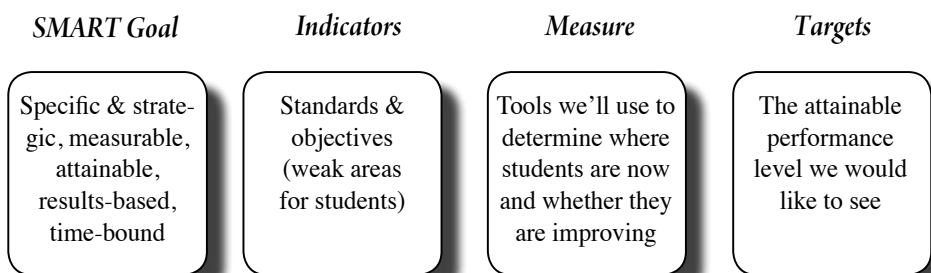 SMART Goal
Indicators
Measure
Targets
Specific & strate-
gic, measurable,
attainable,
results-based,
time-bound
Standards &
objectives
(weak areas
for students)
Tools we’ll use to
determine where
students are now
and whether they
are improving
The attainable
performance
level we would
like to see